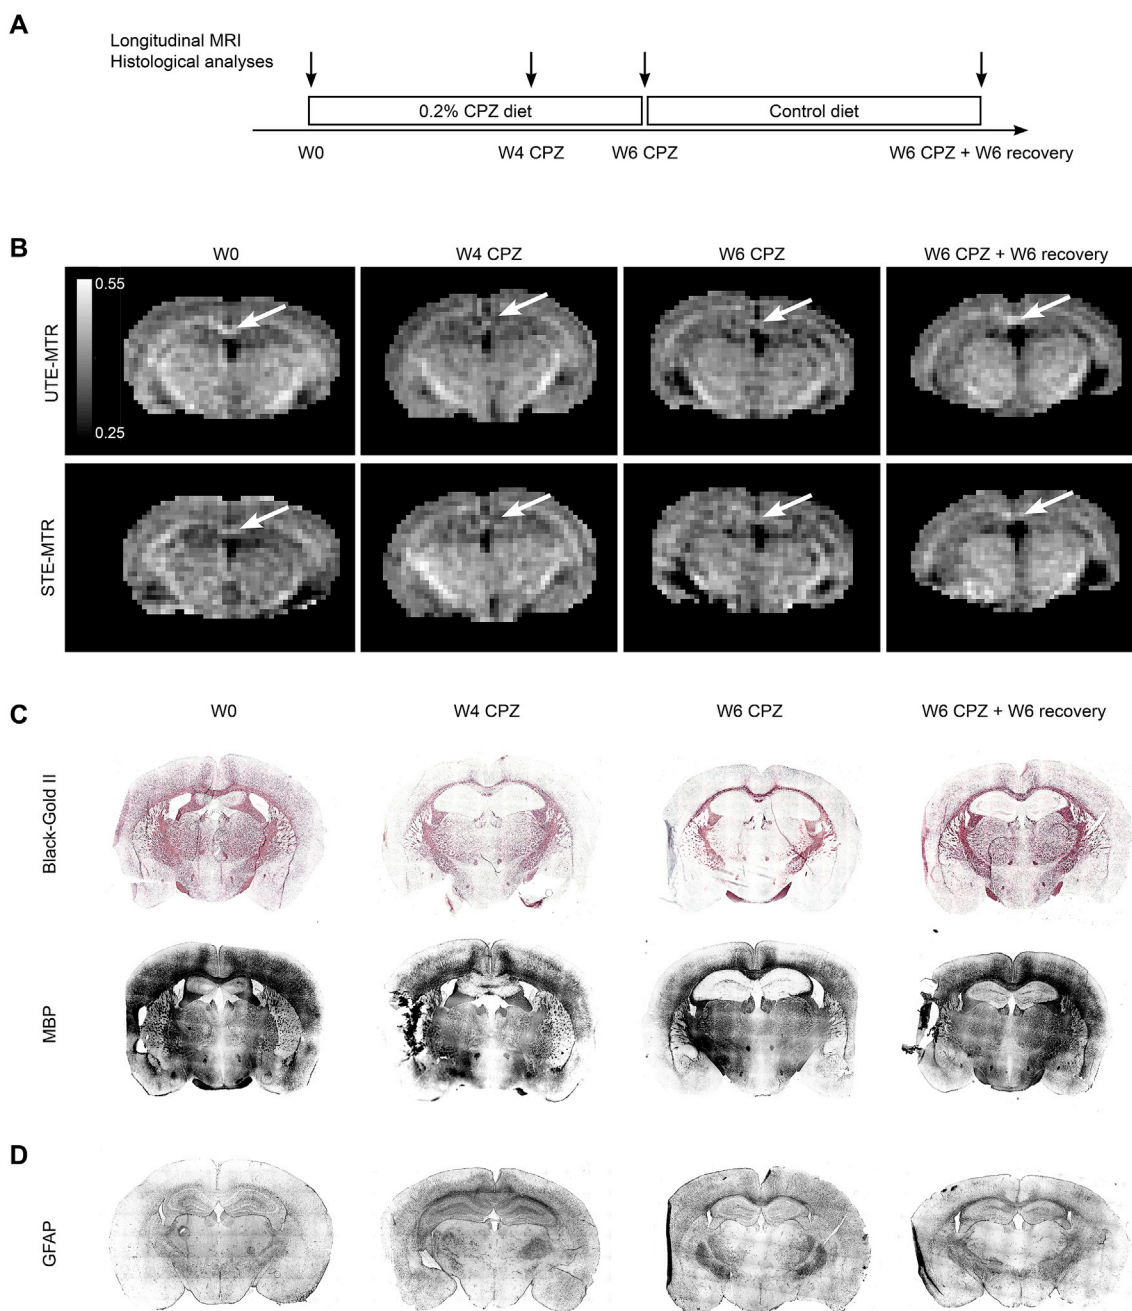 A
Longitudinal MRI
Histological analyses
0.2% CPZ diet
Control diet
W0
W4 CPZ
W6 CPZ
W6 CPZ + W6 recovery
B
W0
W4 CPZ
W6 CPZ
W6 CPZ + W6 recovery
UTE-MTR
0.55
0.25
STE-MTR
C
W0
W4 CPZ
W6 CPZ
W6 CPZ + W6 recovery
Black-Gold II
MBP
D
GFAP